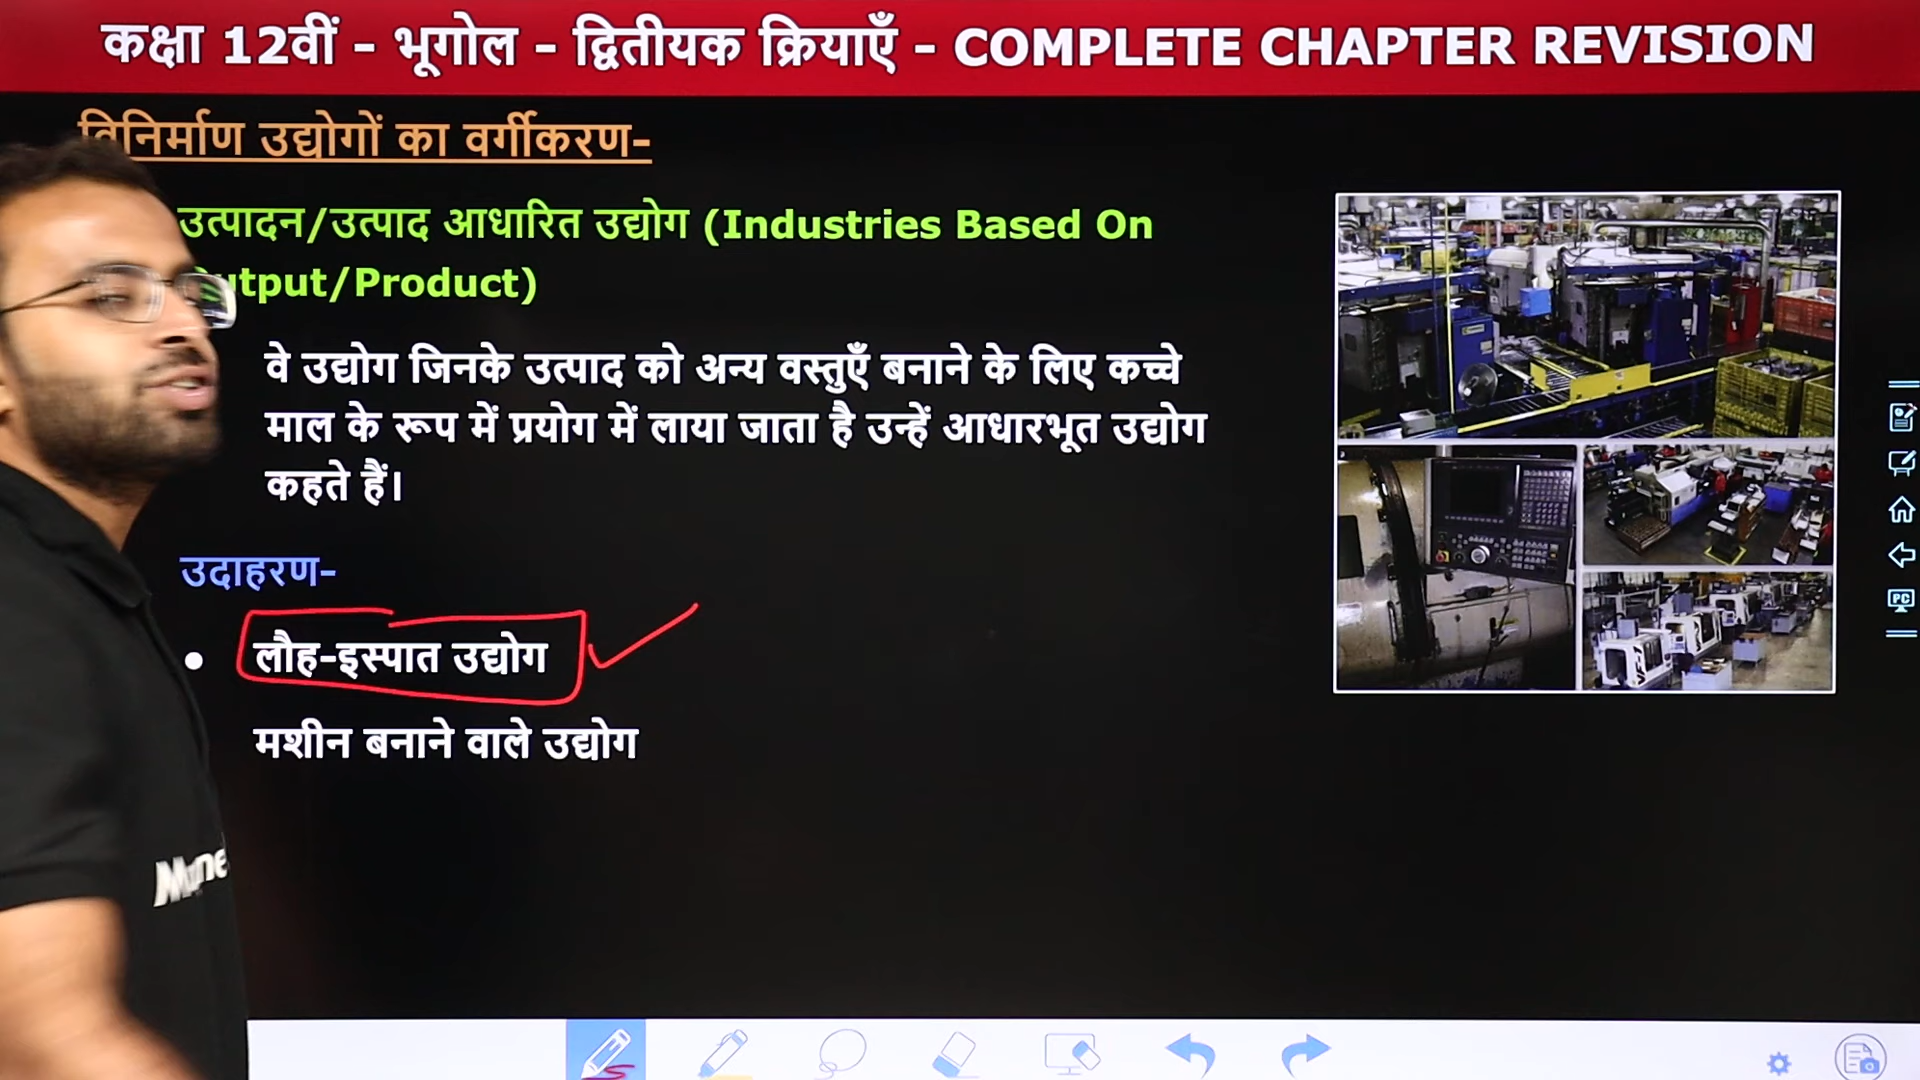 कक्षा 12वीं - भूगोल - द्वितीयक क्रियाएँ - COMPLETE CHAPTER REVISION
विनिर्माण उद्योगों का वर्गीकरण-
उत्पादन/उत्पाद आधारित उद्योग (Industries Based On
Output/Product)
वे उद्योग जिनके उत्पाद को अन्य वस्तुएँ बनाने के लिए कच्चे
माल के रूप में प्रयोग में लाया जाता है उन्हें आधारभूत उद्योग
कहते हैं।
उदाहरण-
• लौह-इस्पात उद्योग
मशीन बनाने वाले उद्योग
PC